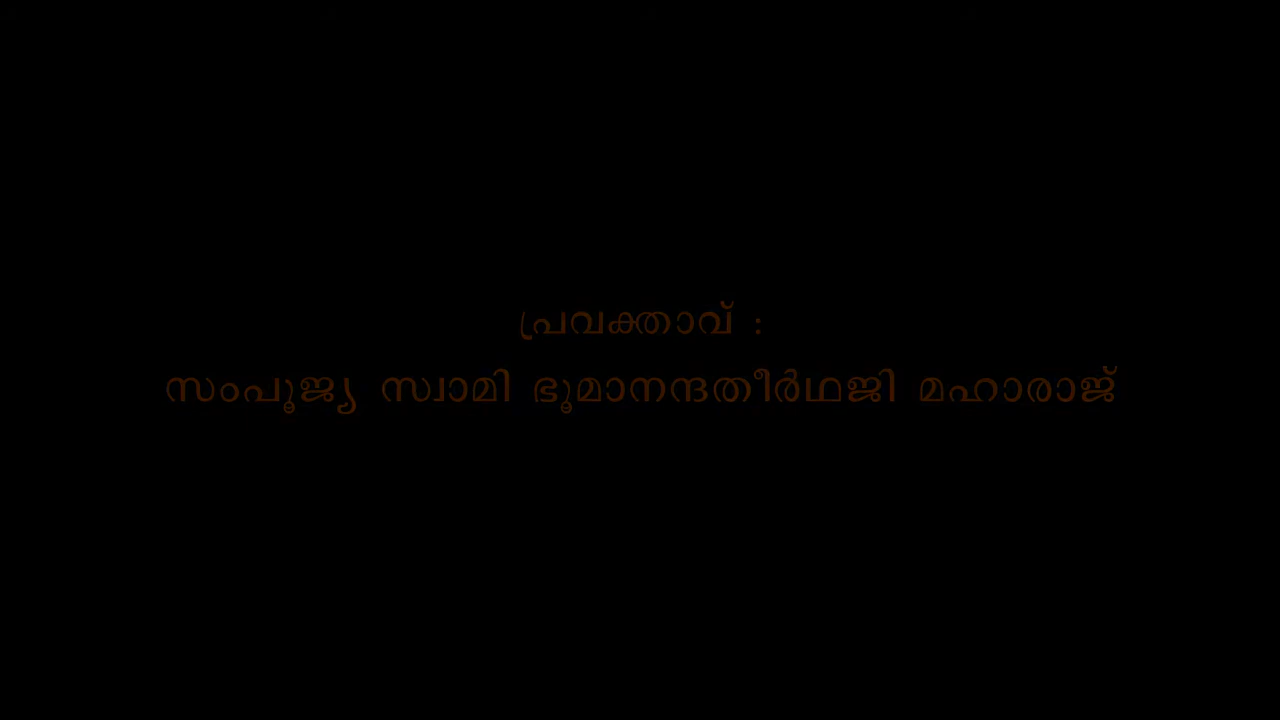 പ്രവക്താവ് :
സംപൂജ്യ സ്വാമി ഭൂമാനന്ദതീർഥജി മഹാരാജ്